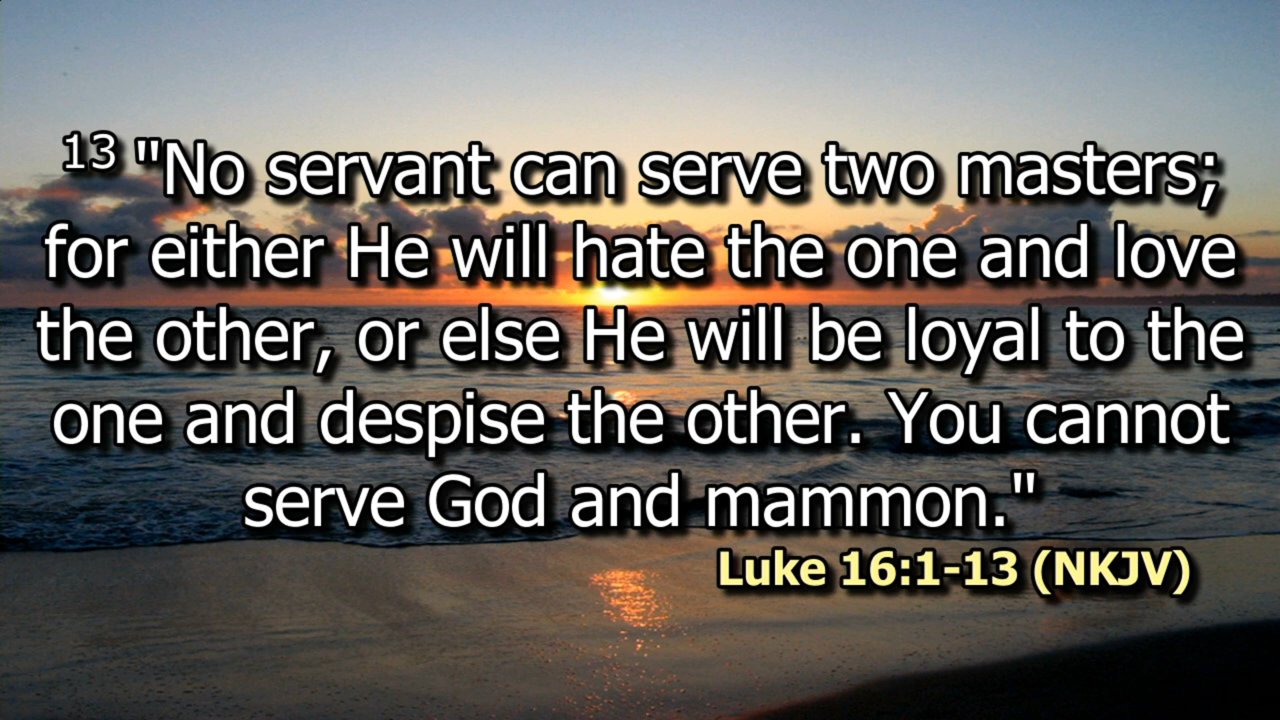 13 "No servant can serve two masters;
for either He will hate the one and love
the other, or else He will be loyal to the
one and despise the other. You cannot
serve God and mammon."
Luke 16:1-13 (NKJV)